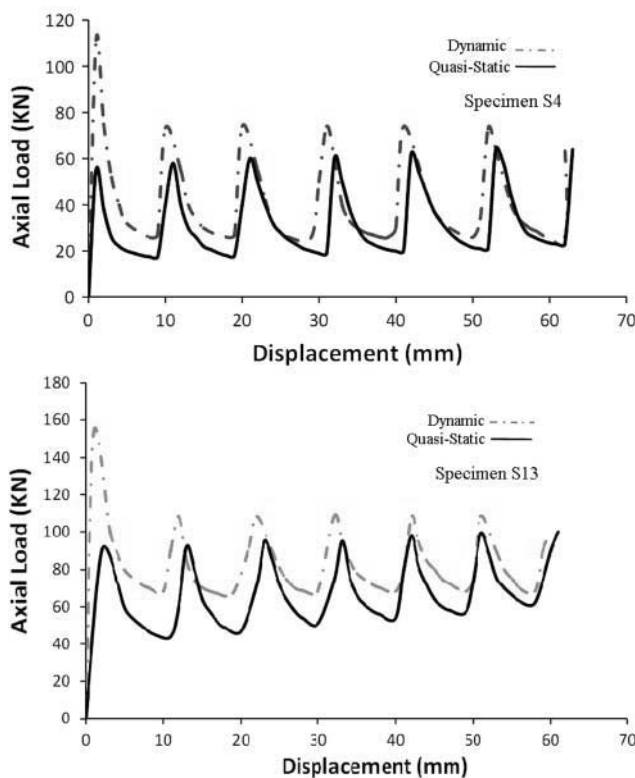 120
100
80
60
40
20
0
Axial Load (KN)
Dynamic
Quasi-Static
Specimen S4
0 10 20 30 40 50 60 70
Displacement (mm)
180
160
140
120
100
80
60
40
20
0
Axial Load (KN)
Dynamic
Quasi-Static
Specimen S13
0 10 20 30 40 50 60 70
Displacement (mm)